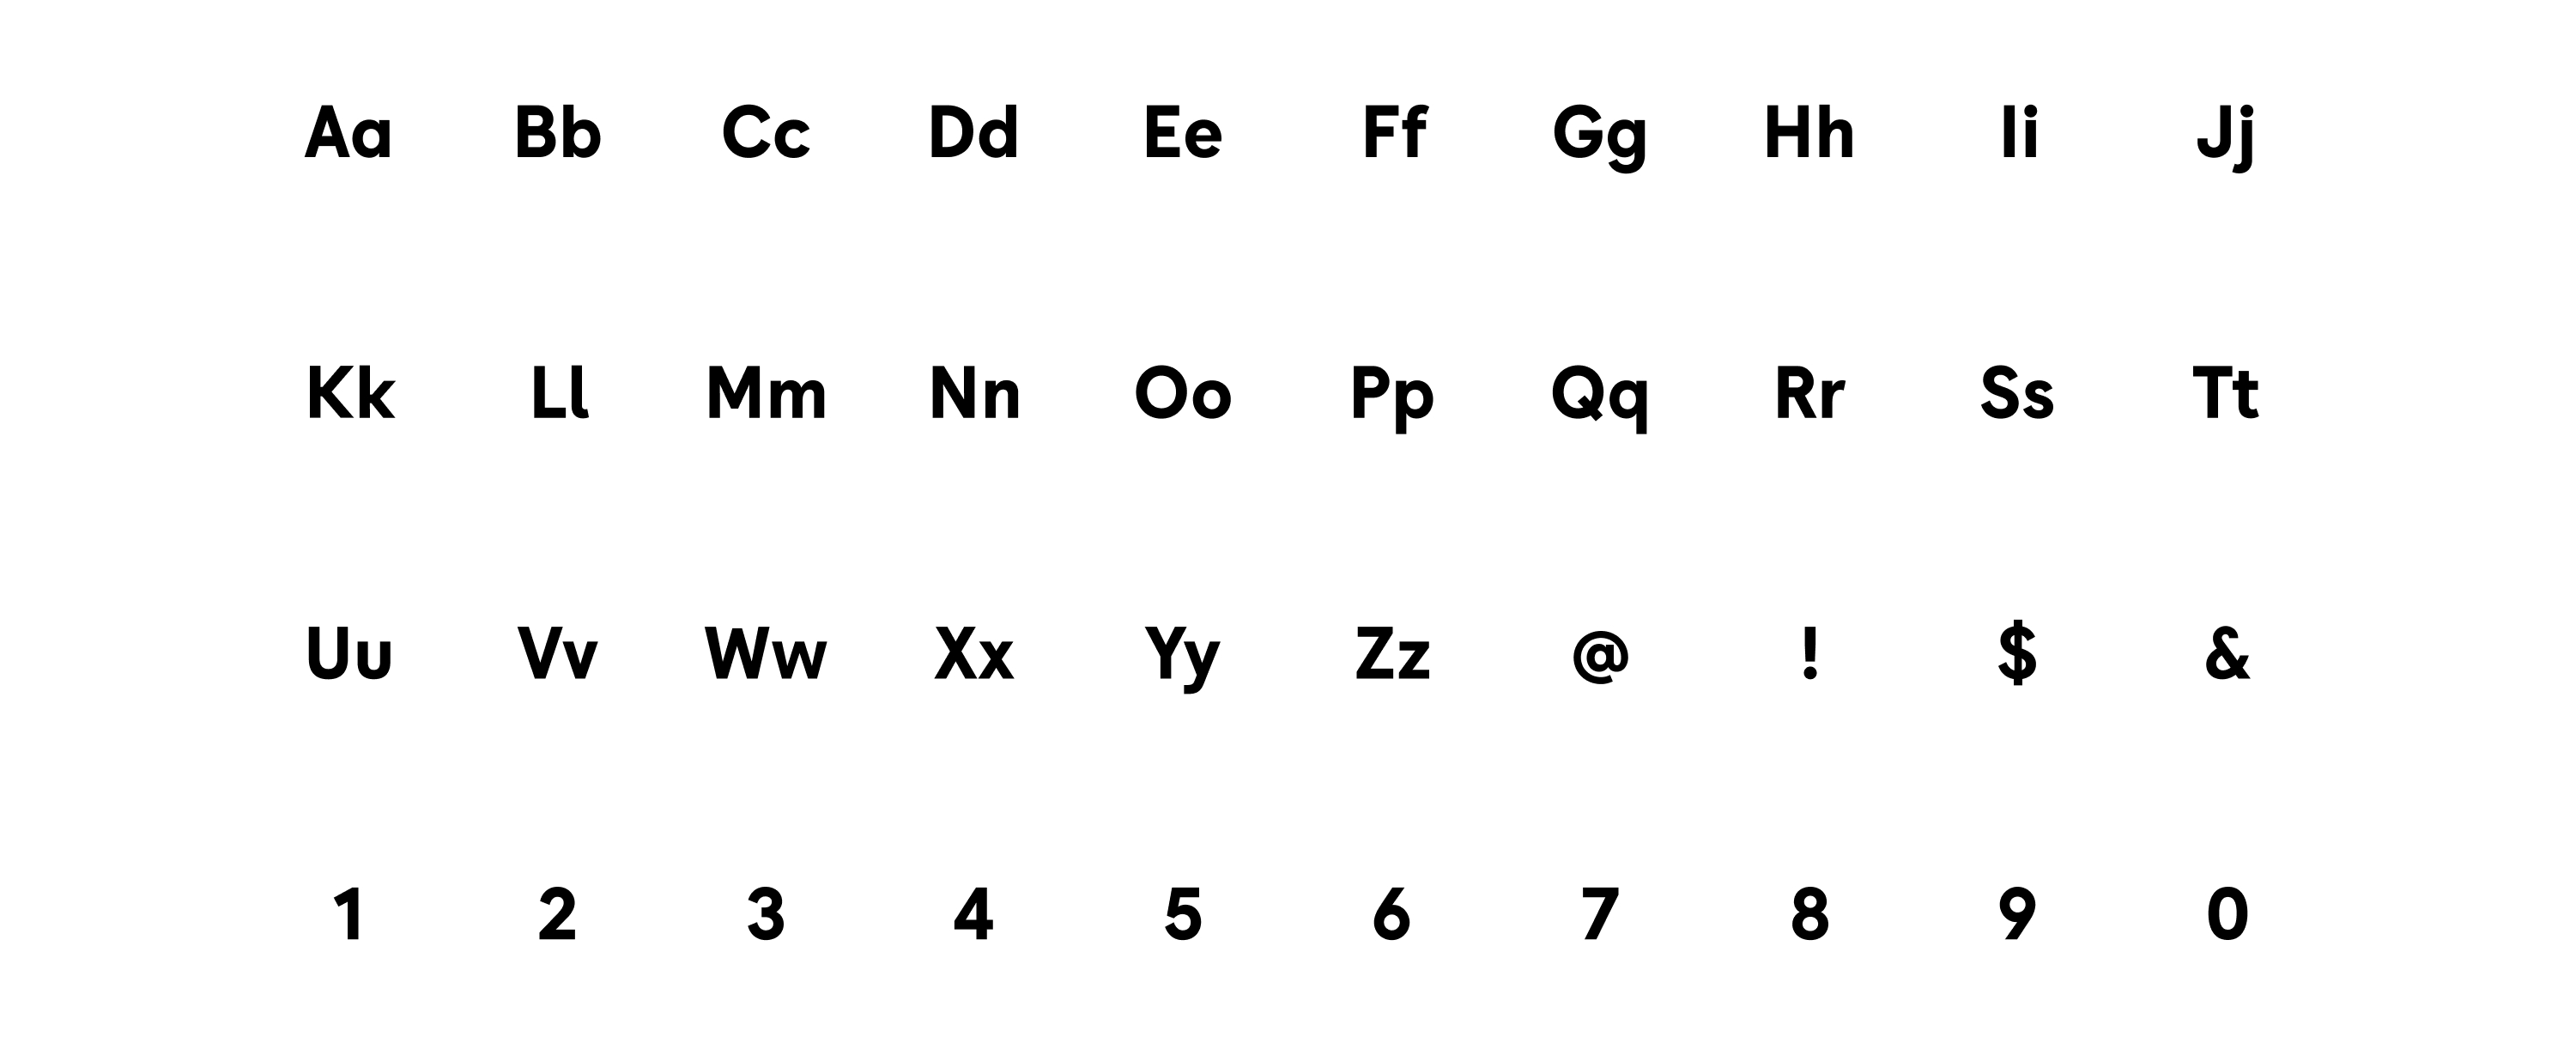 Aa Bb Cc Dd Ee Ff Gg Hh Ii Jj
Kk Ll Mm Nn Oo Pp Qq Rr Ss Tt
Uu Vv Ww Xx Yy Zz @ ! $ &
1 2 3 4 5 6 7 8 9 0